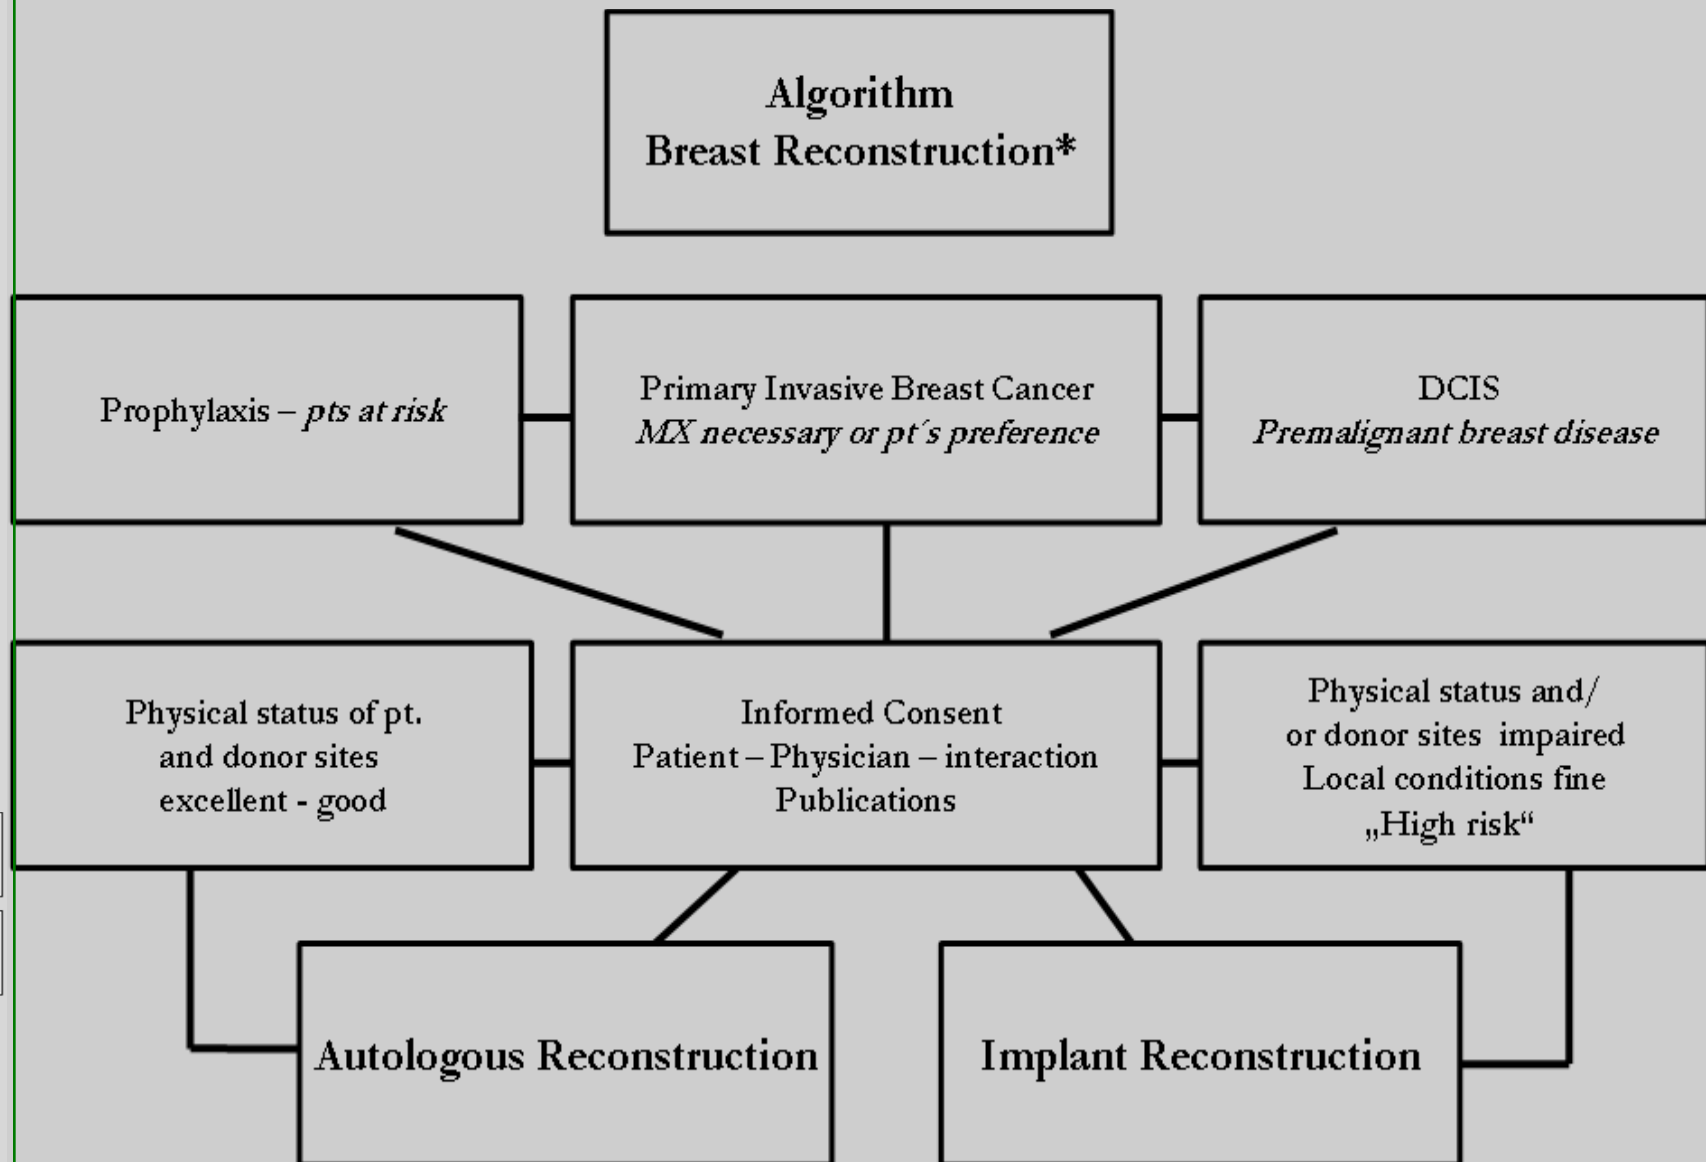 Algorithm
Breast Reconstruction*
Prophylaxis – pts at risk
Primary Invasive Breast Cancer
MX necessary or pt´s preference
DCIS
Premalignant breast disease
Physical status of pt.
and donor sites
excellent - good
Informed Consent
Patient – Physician – interaction
Publications
Physical status and/
or donor sites impaired
Local conditions fine
„High risk“
Autologous Reconstruction
Implant Reconstruction